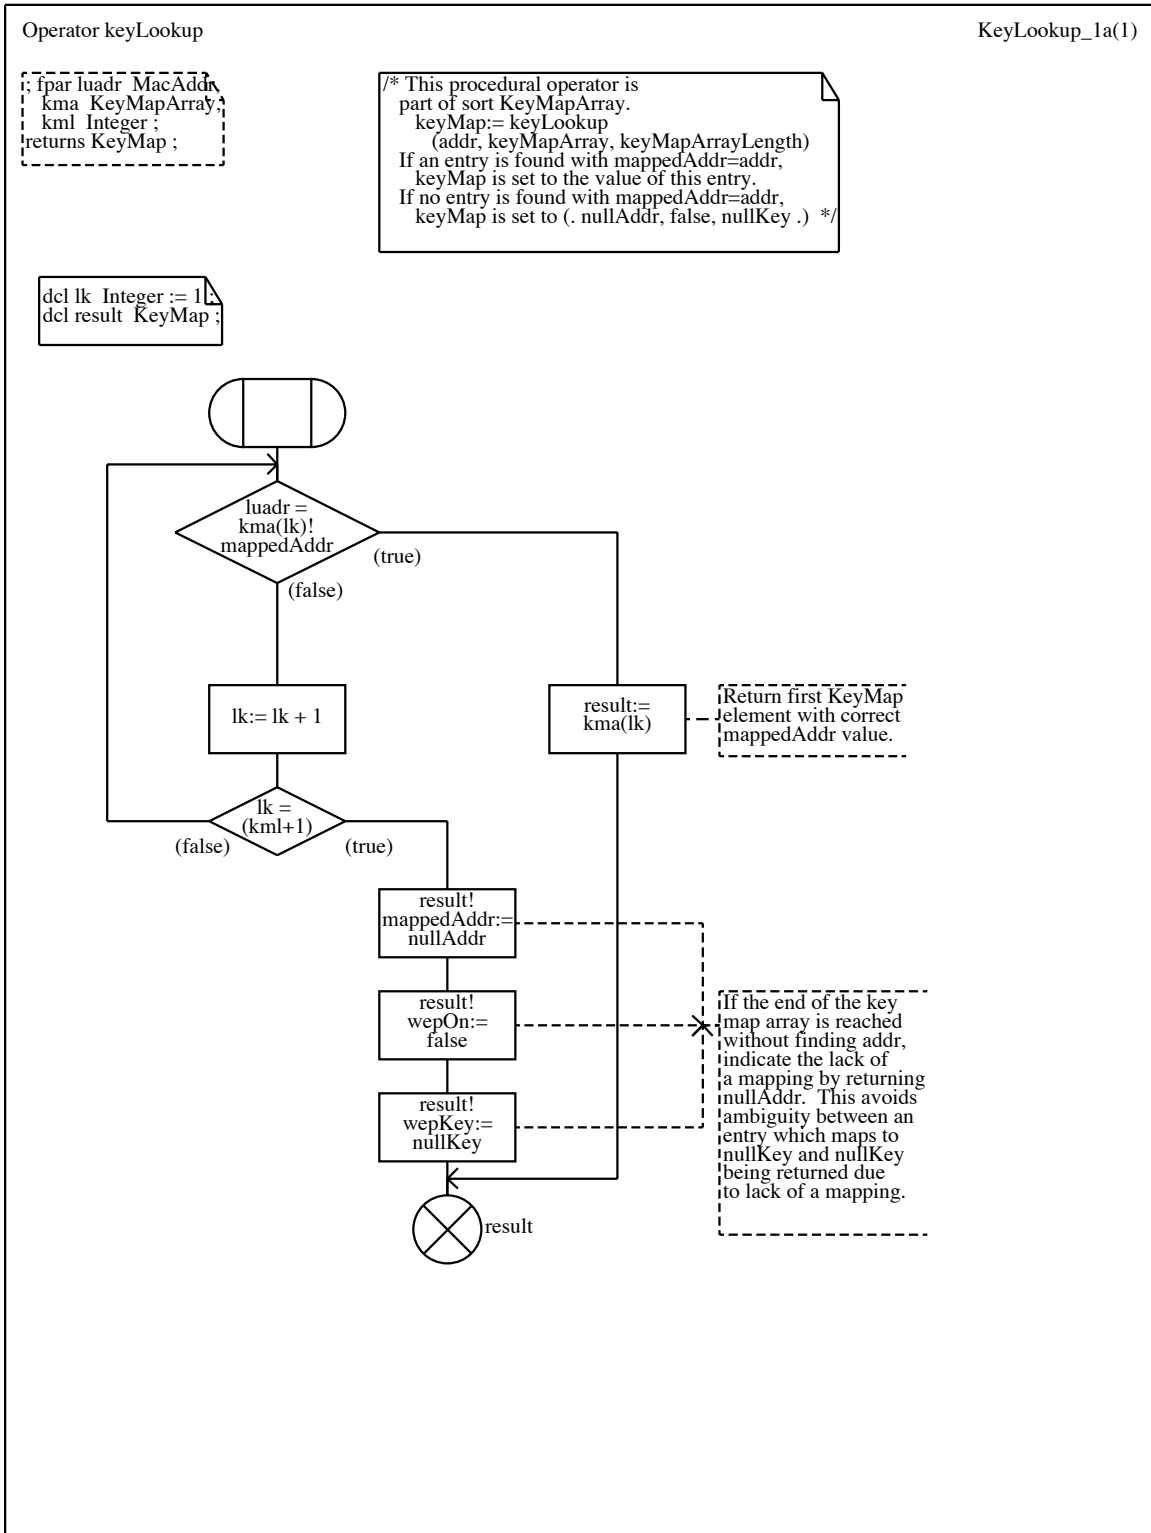 Operator keyLookup
KeyLookup_1a(1)
; fpar luadr  MacAddr,
kma  KeyMapArray,
kml  Integer ;
returns KeyMap ;
/* This procedural operator is
part of sort KeyMapArray.
keyMap:= keyLookup
(addr, keyMapArray, keyMapArrayLength)
If an entry is found with mappedAddr=addr,
keyMap is set to the value of this entry.
If no entry is found with mappedAddr=addr,
keyMap is set to (. nullAddr, false, nullKey .)  */
dcl lk  Integer := 1 ;
dcl result  KeyMap ;
luadr =
kma(lk)!
mappedAddr
(true)
(false)
lk:= lk + 1
result:=
kma(lk)
Return first KeyMap
element with correct
mappedAddr value.
lk =
(kml+1)
(false)
(true)
result!
mappedAddr:=
nullAddr
result!
wepOn:=
false
result!
wepKey:=
nullKey
If the end of the key
map array is reached
without finding addr,
indicate the lack of
a mapping by returning
nullAddr.  This avoids
ambiguity between an
entry which maps to
nullKey and nullKey
being returned due
to lack of a mapping.
result